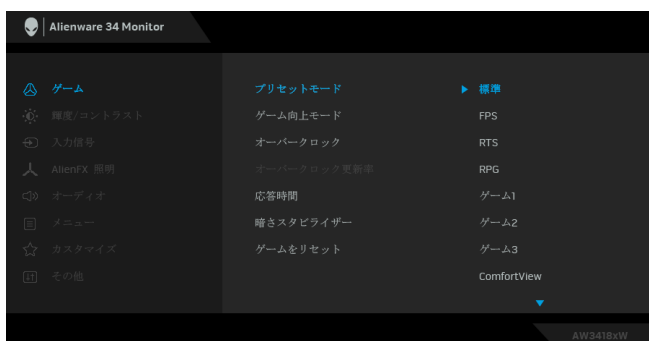 Alienware 34 Monitor
ゲーム
輝度/コントラスト
入力信号
AlienFX 照明
オーディオ
メニュー
カスタマイズ
その他
プリセットモード
ゲーム向上モード
オーバークロック
オーバークロック更新率
応答時間
暗さスタビライザー
ゲームをリセット
標準
FPS
RTS
RPG
ゲーム1
ゲーム2
ゲーム3
ComfortView
AW3418xW